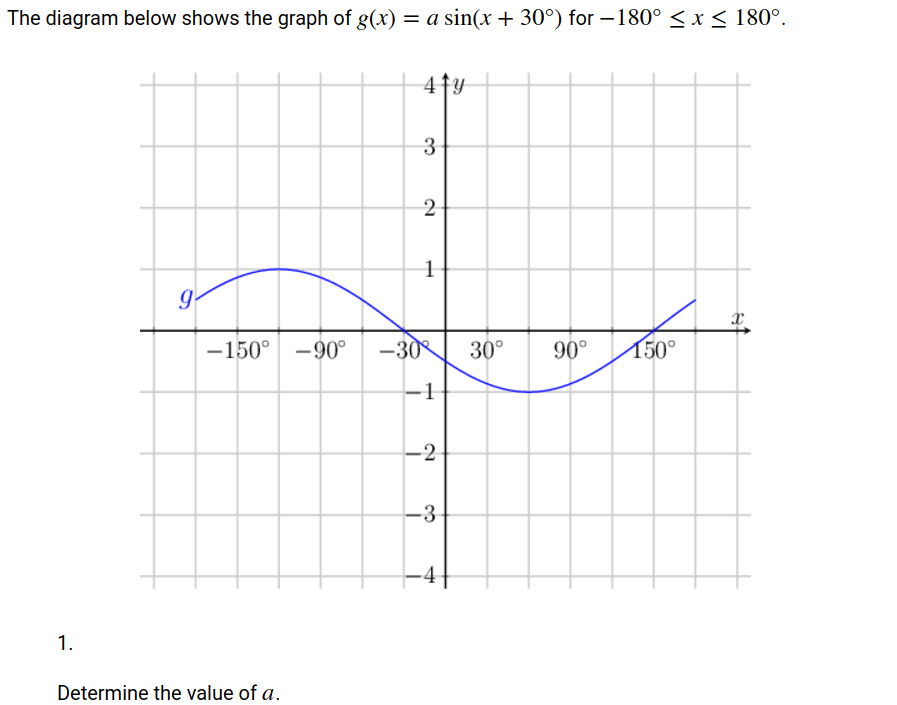 The diagram below shows the graph of g(x) = a sin(x + 30°) for −180° ≤ x ≤ 180°.
4 y
3
2
1
g
x
−150° −90° −30° 30° 90° 150°
−1
−2
−3
−4
1.
Determine the value of a.